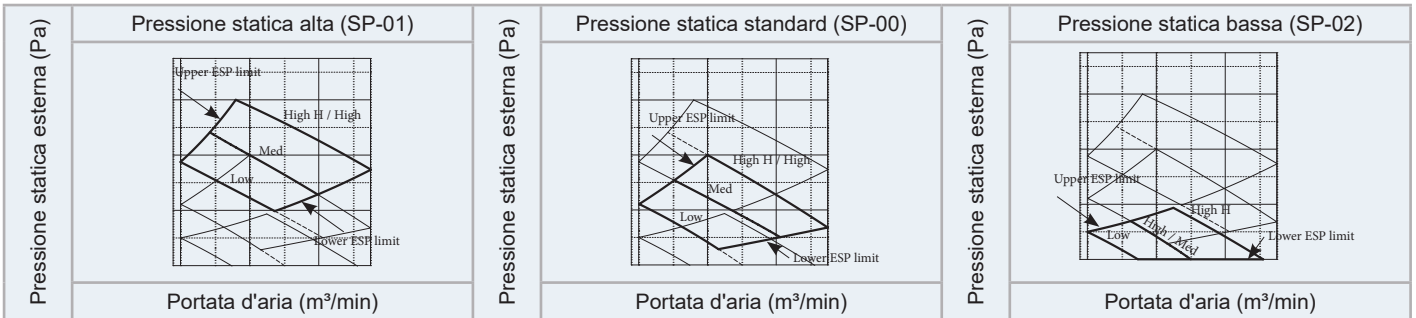 Pressione statica esterna (Pa)
Pressione statica alta (SP-01)
Upper ESP limit
High H / High
Med
Low
Lower ESP limit
Portata d'aria (m³/min)
Pressione statica esterna (Pa)
Pressione statica standard (SP-00)
Upper ESP limit
High H / High
Med
Low
Lower ESP limit
Portata d'aria (m³/min)
Pressione statica esterna (Pa)
Pressione statica bassa (SP-02)
Upper ESP limit
High H
Low
High / Med
Lower ESP limit
Portata d'aria (m³/min)